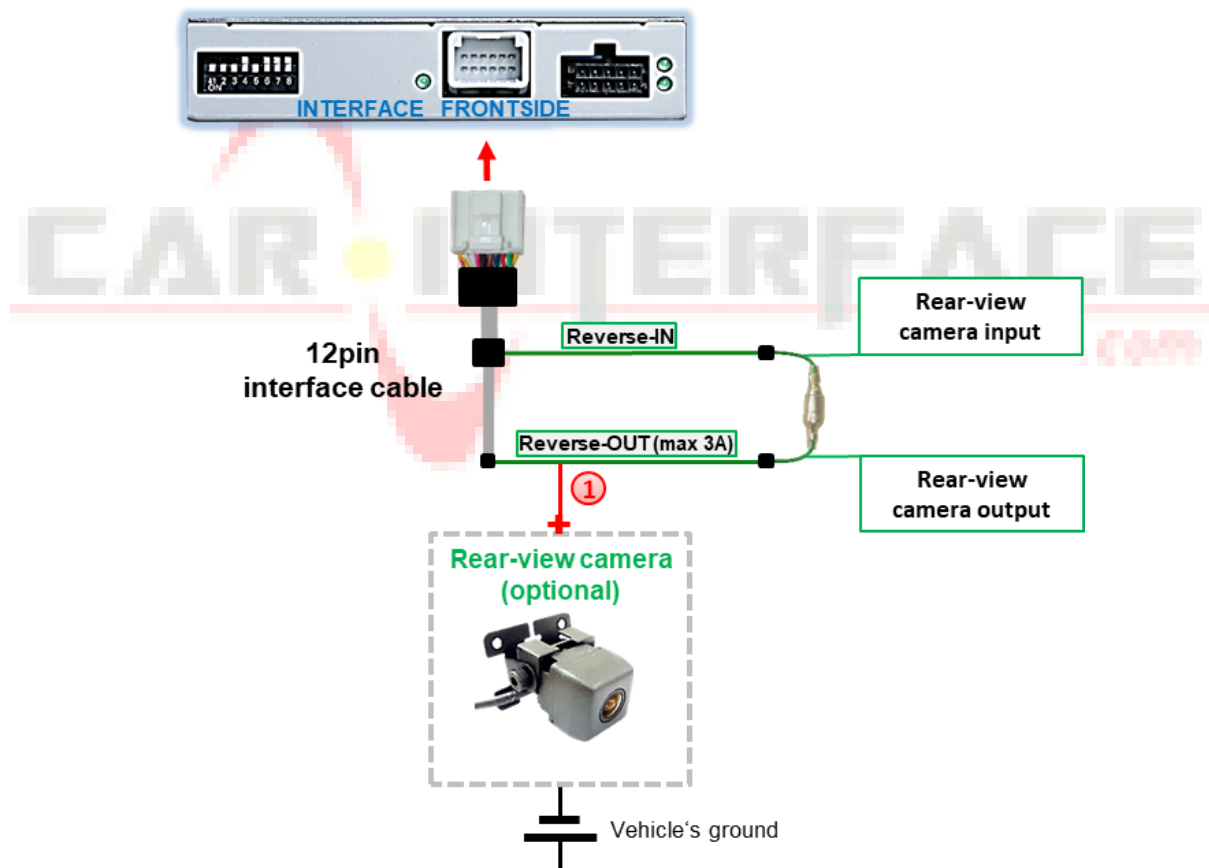 1 2 3 4 5 6 7 8
ON
INTERFACE FRONTSIDE
CAR INTERFACE
.com
12pin
interface cable
Reverse-IN
Rear-view
camera input
Reverse-OUT (max 3A)
Rear-view
camera output
1
+
Rear-view camera
(optional)
Vehicle‘s ground